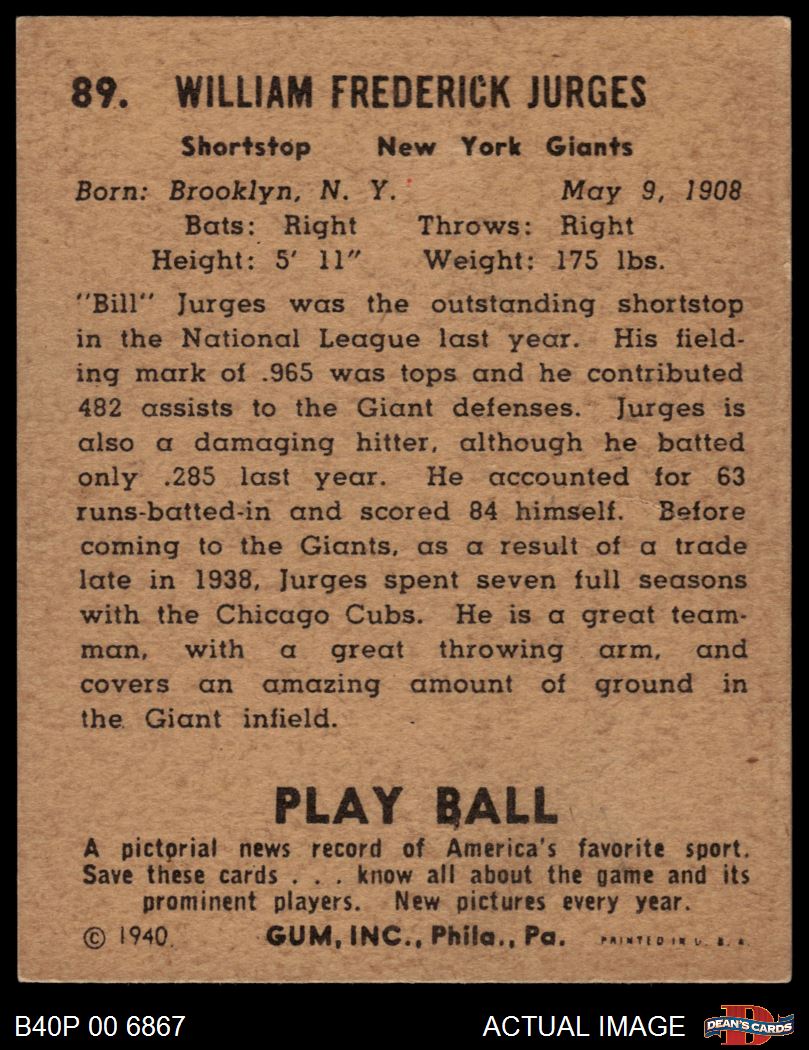 89. WILLIAM FREDERICK JURGES
Shortstop New York Giants
Born: Brooklyn, N. Y. May 9, 1908
Bats: Right Throws: Right
Height: 5' 11" Weight: 175 lbs.
"Bill" Jurges was the outstanding shortstop
in the National League last year. His field-
ing mark of .965 was tops and he contributed
482 assists to the Giant defenses. Jurges is
also a damaging hitter, although he batted
only .285 last year. He accounted for 63
runs-batted-in and scored 84 himself. Before
coming to the Giants, as a result of a trade
late in 1938, Jurges spent seven full seasons
with the Chicago Cubs. He is a great team-
man, with a great throwing arm, and
covers an amazing amount of ground in
the Giant infield.
PLAY BALL
A pictorial news record of America's favorite sport.
Save these cards . . . know all about the game and its
prominent players. New pictures every year.
© 1940 GUM, INC., Phila., Pa. PRINTED IN U. S. A.
B40P 00 6867 ACTUAL IMAGE D DEAN'S CARDS